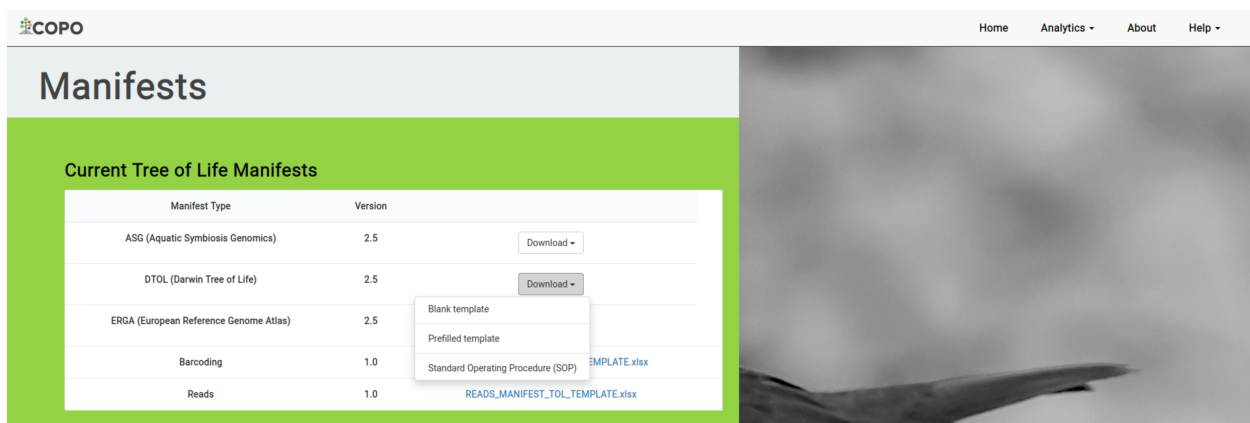 COPO
Home Analytics About Help
Manifests
Current Tree of Life Manifests
Manifest Type Version
ASG (Aquatic Symbiosis Genomics) 2.5 Download
DTOL (Darwin Tree of Life) 2.5 Download
Blank template
ERGA (European Reference Genome Atlas) 2.5
Prefilled template
Barcoding 1.0 EMPLATE.xlsx
Standard Operating Procedure (SOP)
Reads 1.0 READS_MANIFEST_TOL_TEMPLATE.xlsx